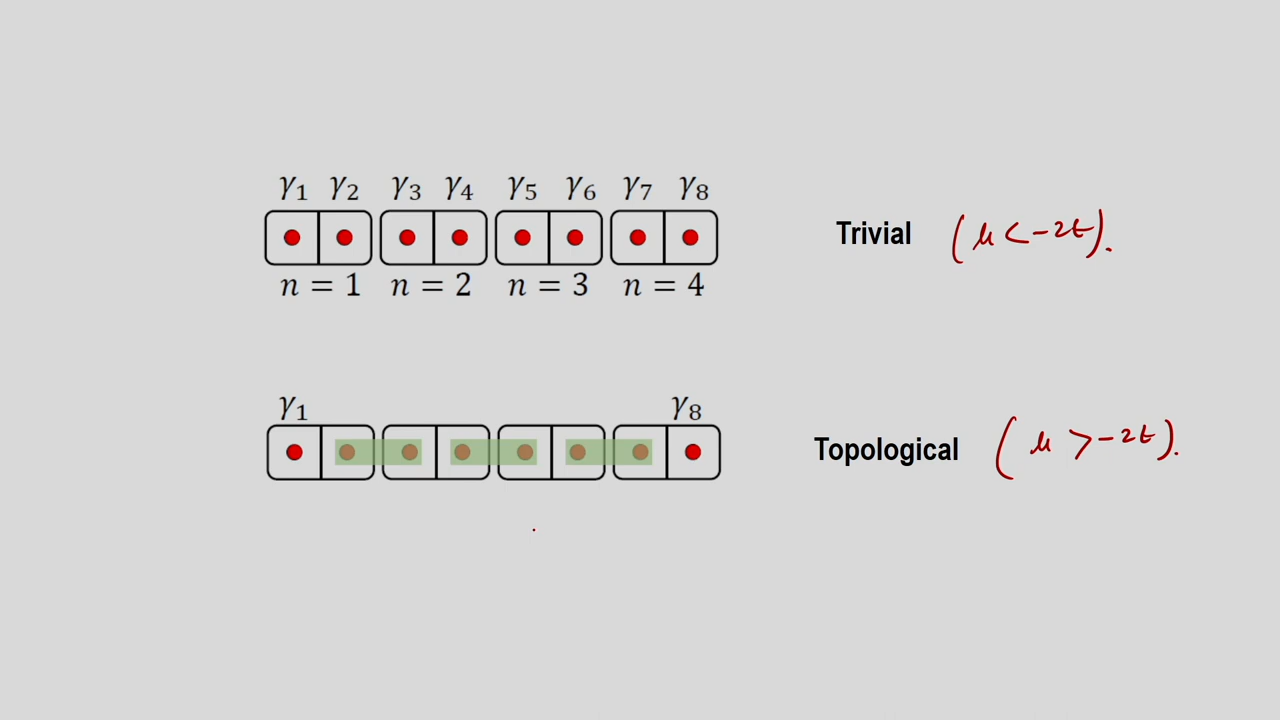 γ₁ γ₂ γ₃ γ₄ γ₅ γ₆ γ₇ γ₈
Trivial (μ < -2t).
n = 1 n = 2 n = 3 n = 4
γ₁ γ₈
Topological (μ > -2t).